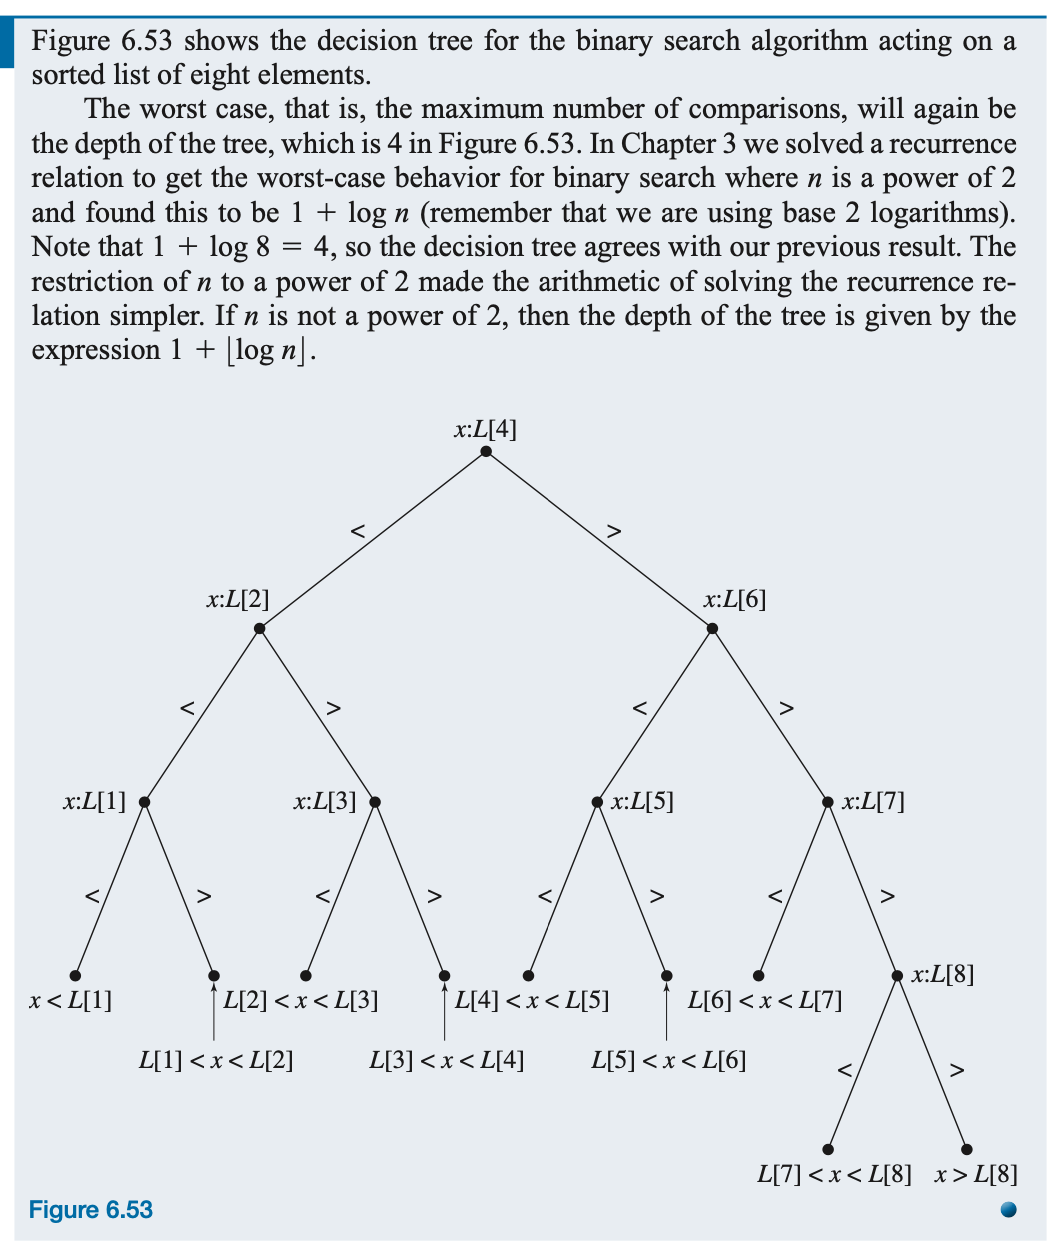 Figure 6.53 shows the decision tree for the binary search algorithm acting on a
sorted list of eight elements.
The worst case, that is, the maximum number of comparisons, will again be
the depth of the tree, which is 4 in Figure 6.53. In Chapter 3 we solved a recurrence
relation to get the worst-case behavior for binary search where n is a power of 2
and found this to be 1 + log n (remember that we are using base 2 logarithms).
Note that 1 + log 8 = 4, so the decision tree agrees with our previous result. The
restriction of n to a power of 2 made the arithmetic of solving the recurrence re-
lation simpler. If n is not a power of 2, then the depth of the tree is given by the
expression 1 + ⌊log n⌋.
x:L[4]
< >
x:L[2] x:L[6]
< > < >
x:L[1] x:L[3] x:L[5] x:L[7]
< > < > < > < >
x:L[8]
x < L[1] L[2] < x < L[3] L[4] < x < L[5] L[6] < x < L[7]
L[1] < x < L[2] L[3] < x < L[4] L[5] < x < L[6]
< >
L[7] < x < L[8] x > L[8]
Figure 6.53